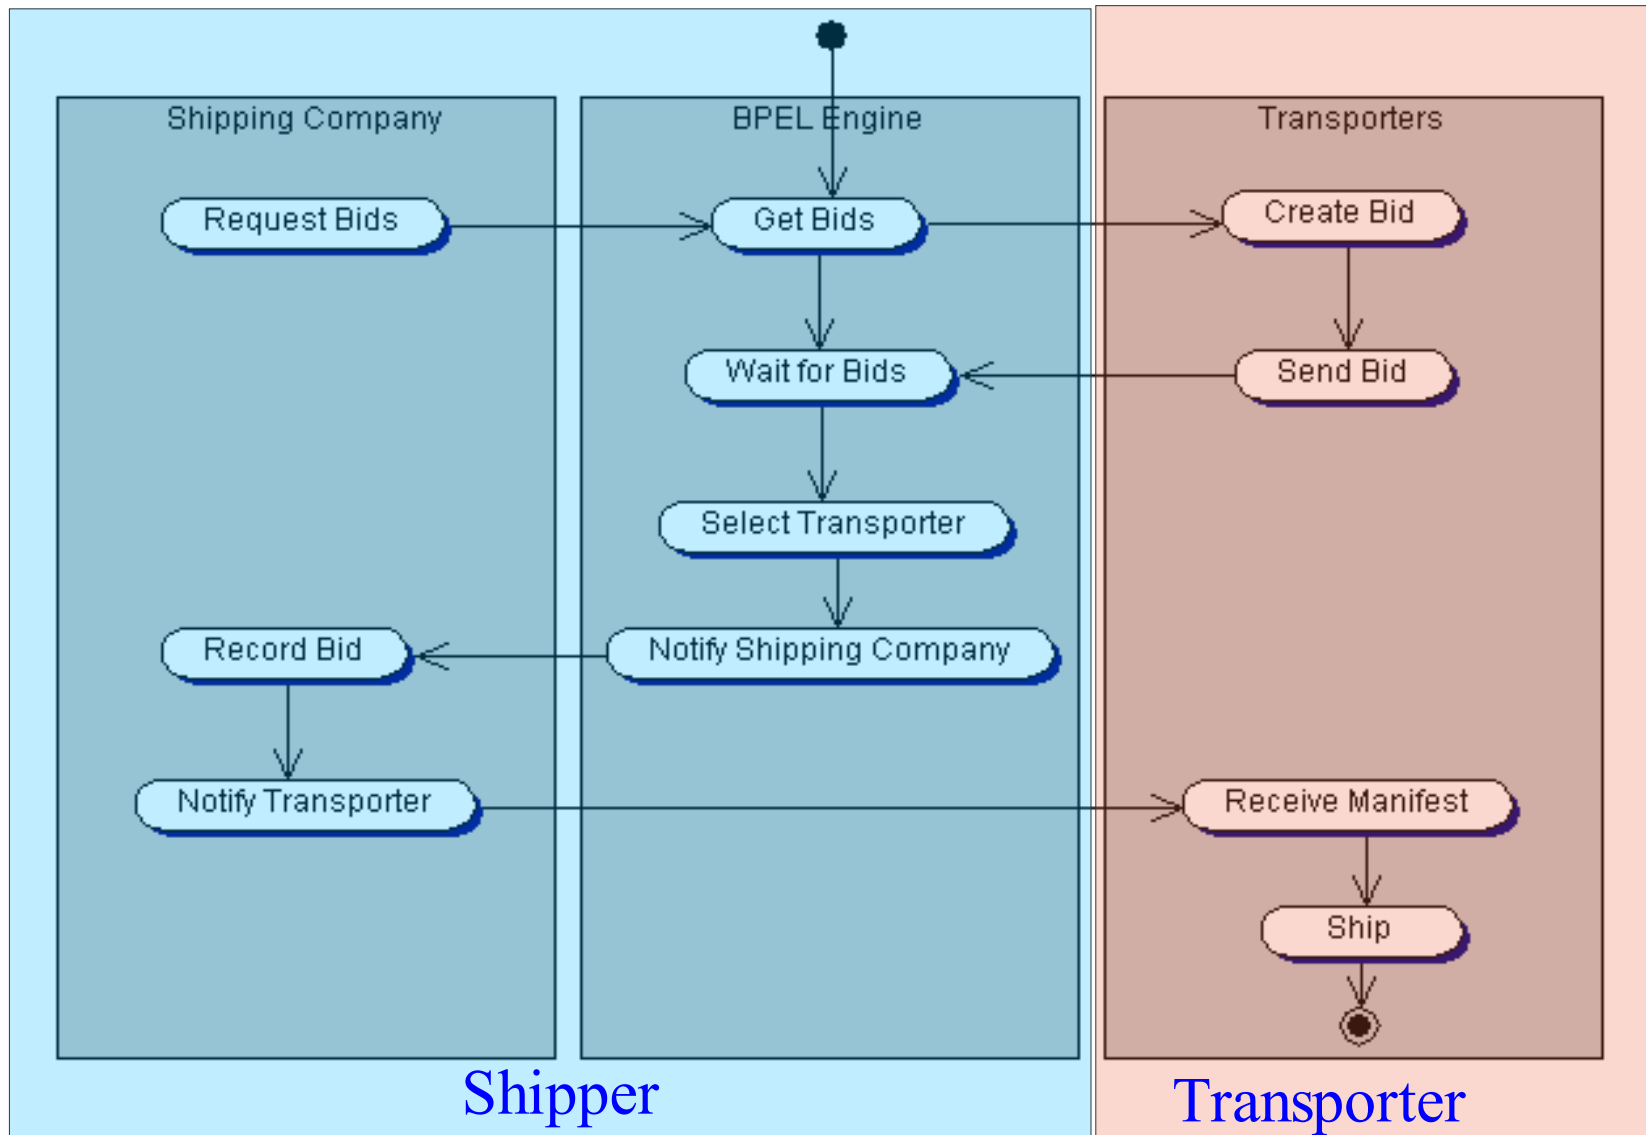 Shipping Company
BPEL Engine
Transporters
Request Bids
Get Bids
Create Bid
Wait for Bids
Send Bid
Select Transporter
Record Bid
Notify Shipping Company
Notify Transporter
Receive Manifest
Ship
Shipper
Transporter